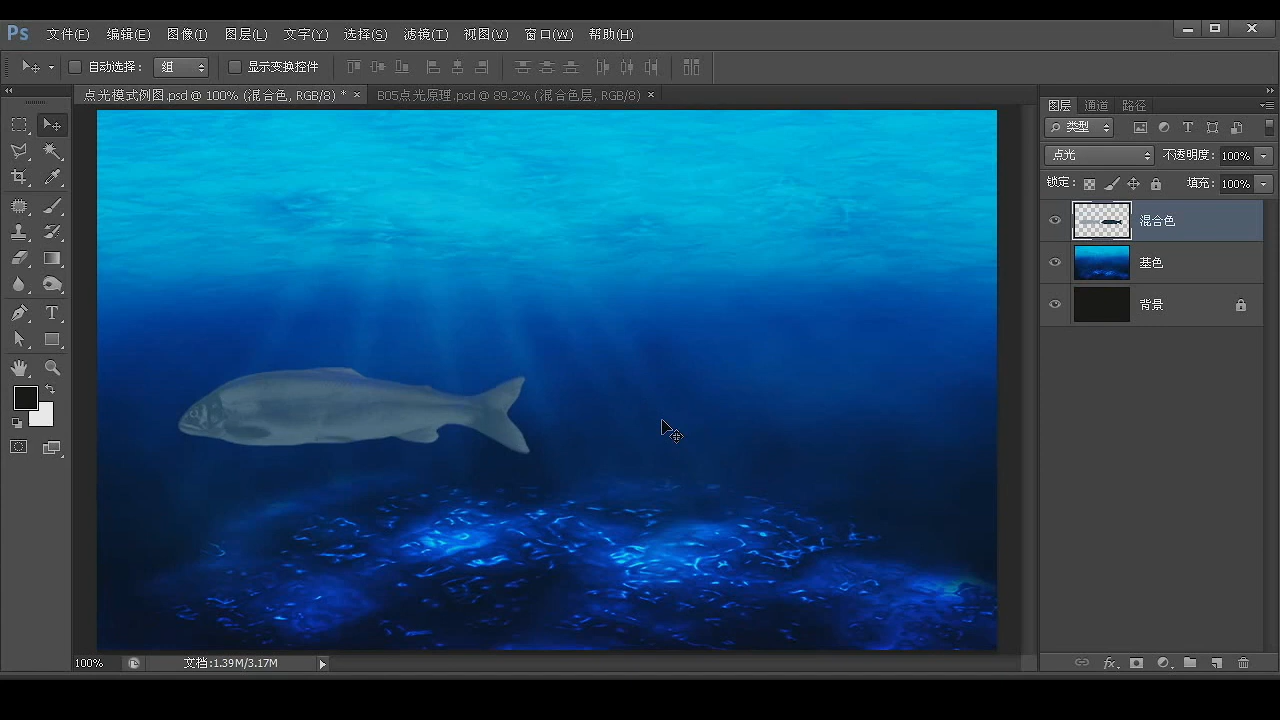 Ps 文件(F) 编辑(E) 图像(I) 图层(L) 文字(Y) 选择(S) 滤镜(T) 视图(V) 窗口(W) 帮助(H)
自动选择： 组 显示变换控件
点光模式例图.psd @ 100% (混合色, RGB/8) * × B05点光原理.psd @ 89.2% (混合色层, RGB/8) ×
图层 通道 路径
类型
点光 不透明度: 100%
锁定: 填充: 100%
混合色
基色
背景
100% 文档:1.39M/3.17M